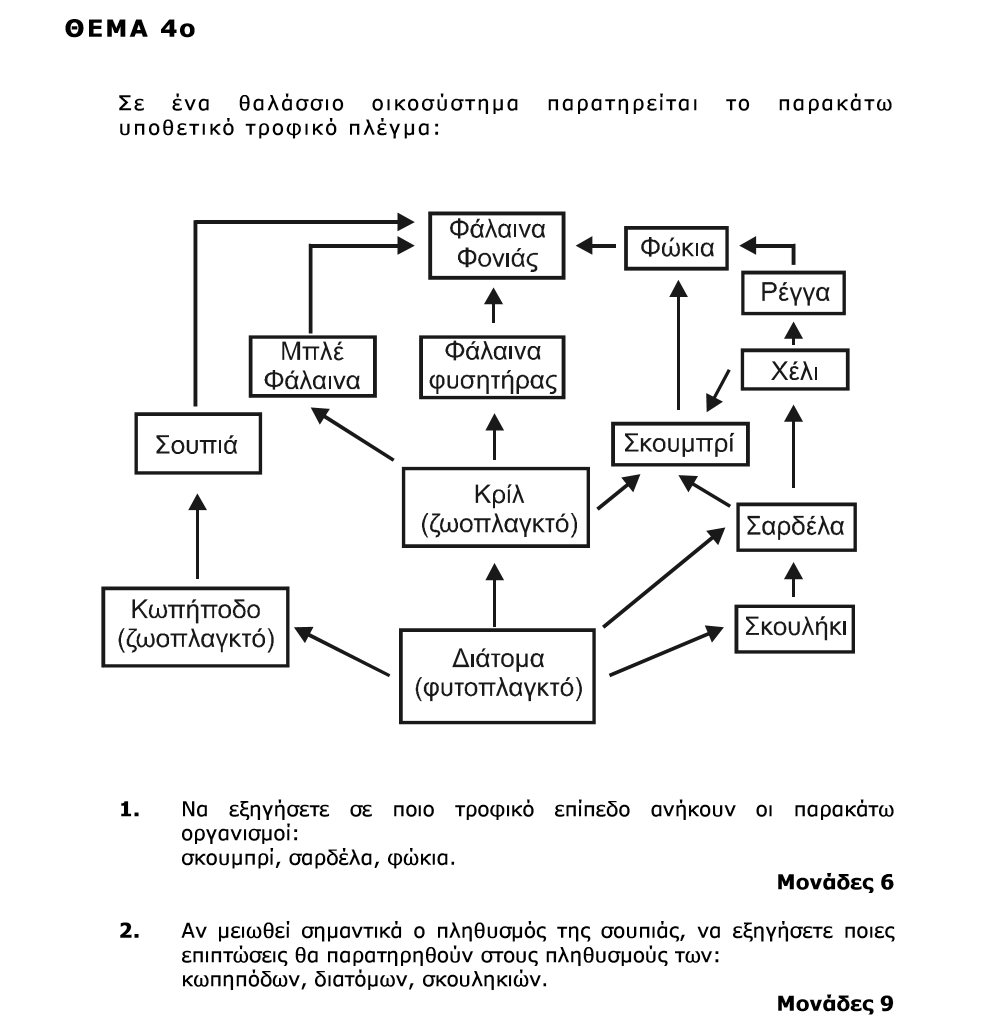 ΘΕΜΑ 4ο
Σε ένα θαλάσσιο οικοσύστημα παρατηρείται το παρακάτω
υποθετικό τροφικό πλέγμα:
Φάλαινα
Φονιάς
Φώκια
Ρέγγα
Μπλέ
Φάλαινα
Φάλαινα
φυσητήρας
Χέλι
Σουπιά
Σκουμπρί
Κρίλ
(ζωοπλαγκτό)
Σαρδέλα
Κωπήποδο
(ζωοπλαγκτό)
Σκουλήκι
Διάτομα
(φυτοπλαγκτό)
1. Να εξηγήσετε σε ποιο τροφικό επίπεδο ανήκουν οι παρακάτω
οργανισμοί:
σκουμπρί, σαρδέλα, φώκια.
Μονάδες 6
2. Αν μειωθεί σημαντικά ο πληθυσμός της σουπιάς, να εξηγήσετε ποιες
επιπτώσεις θα παρατηρηθούν στους πληθυσμούς των:
κωπηπόδων, διατόμων, σκουληκιών.
Μονάδες 9